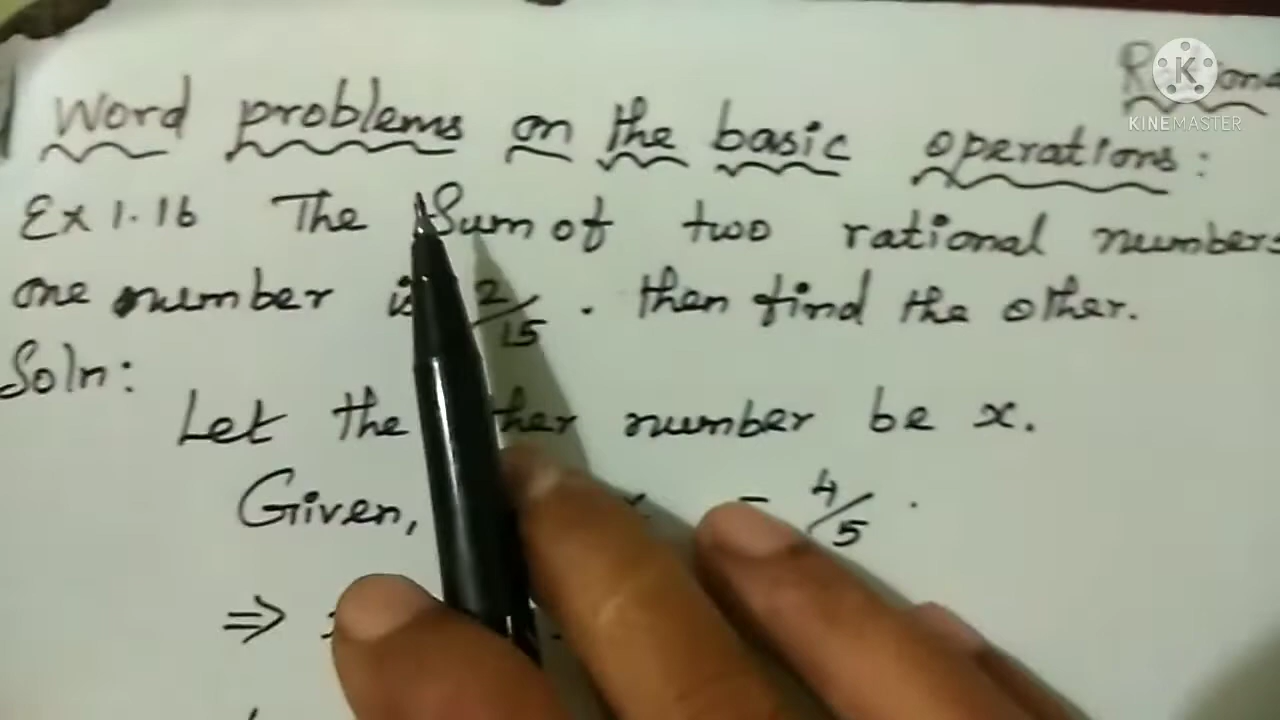 Word problems on the basic operations:
Ex 1.16 The Sum of two rational numbers
one number is 2/15. then find the other.
Soln:
Let the number be x.
Given, = 4/5.
⇒
KINEMASTER